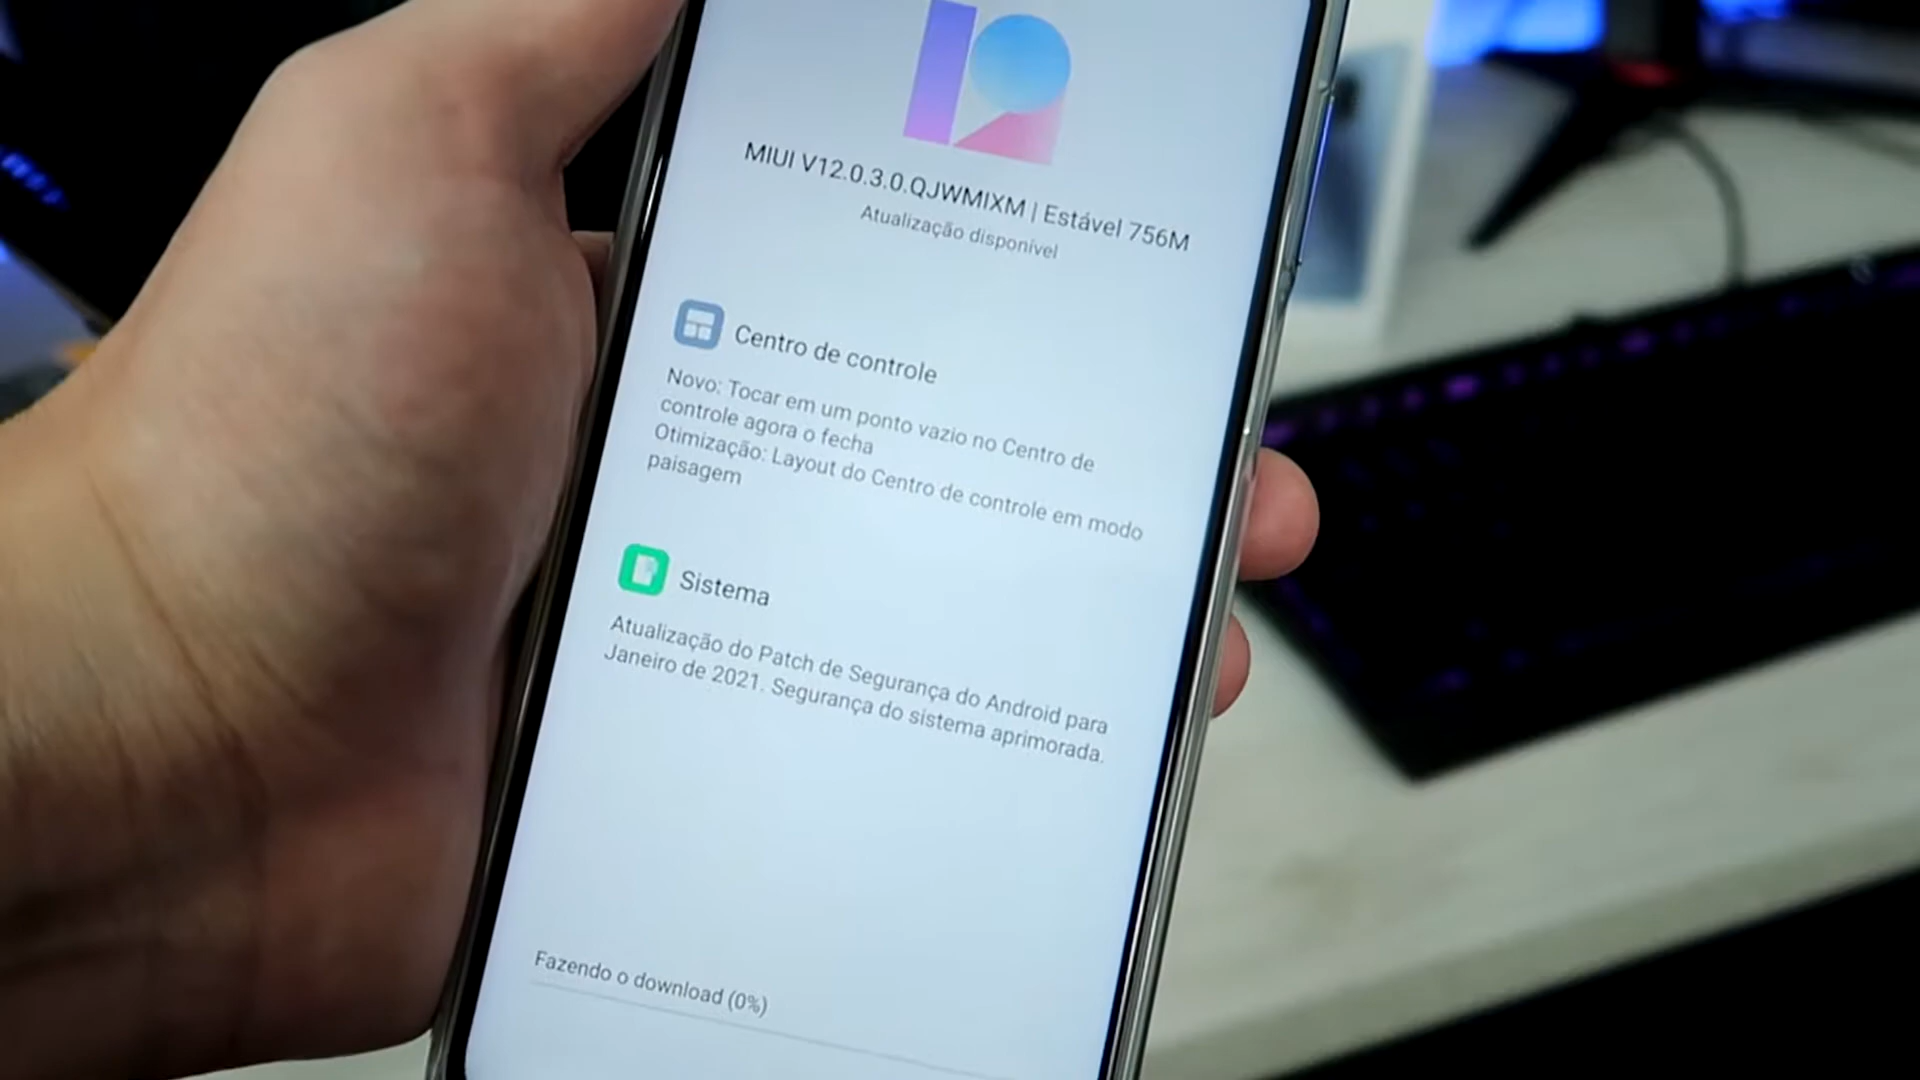 MIUI V12.0.3.0.QJWMIXM | Estável 756M
Atualização disponível
Centro de controle
Novo: Tocar em um ponto vazio no Centro de
controle agora o fecha
Otimização: Layout do Centro de controle em modo
paisagem
Sistema
Atualização do Patch de Segurança do Android para
Janeiro de 2021. Segurança do sistema aprimorada.
Fazendo o download (0%)